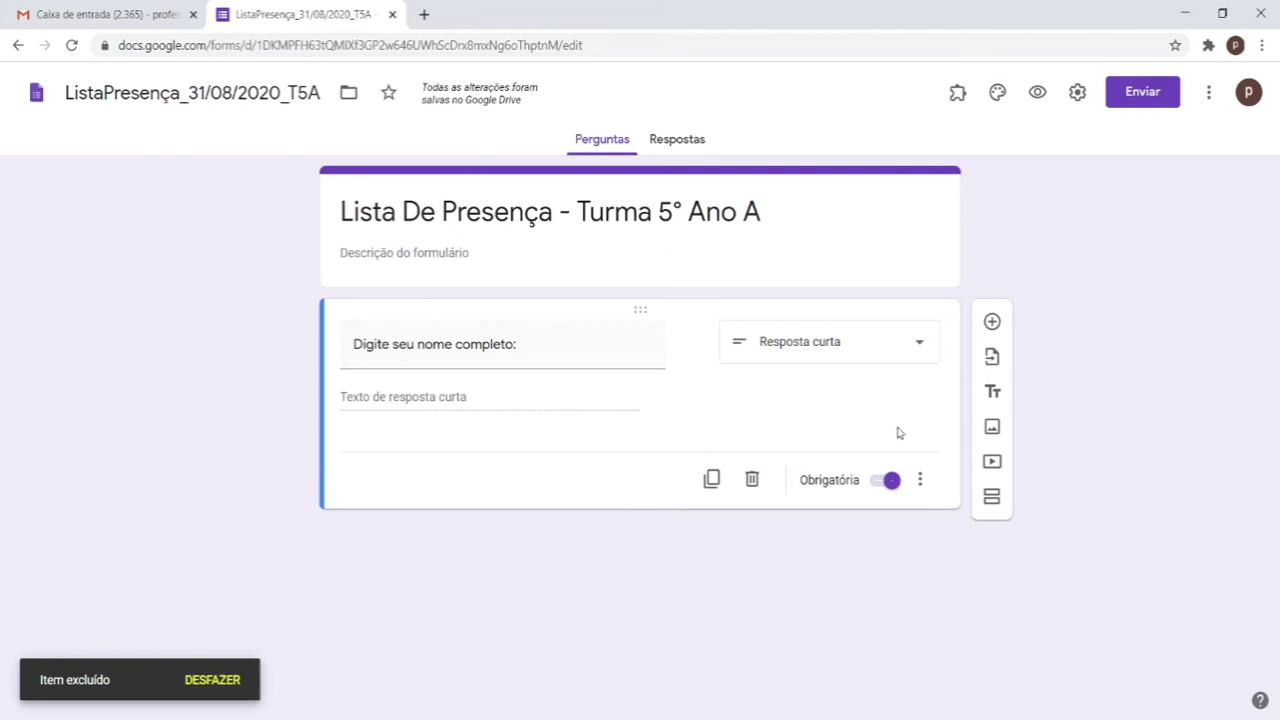 Caixa de entrada (2.365) - profes
ListaPresença_31/08/2020_T5A -
docs.google.com/forms/d/1DKMPFH63tQMIXf3GP2w646UWhScDrx8mxNg6oThptnM/edit
P
ListaPresença_31/08/2020_T5A
Todas as alterações foram
salvas no Google Drive
Enviar
P
Perguntas
Respostas
Lista De Presença - Turma 5° Ano A
Descrição do formulário
Digite seu nome completo:
Resposta curta
Texto de resposta curta
Obrigatória
Tт
Item excluído
DESFAZER